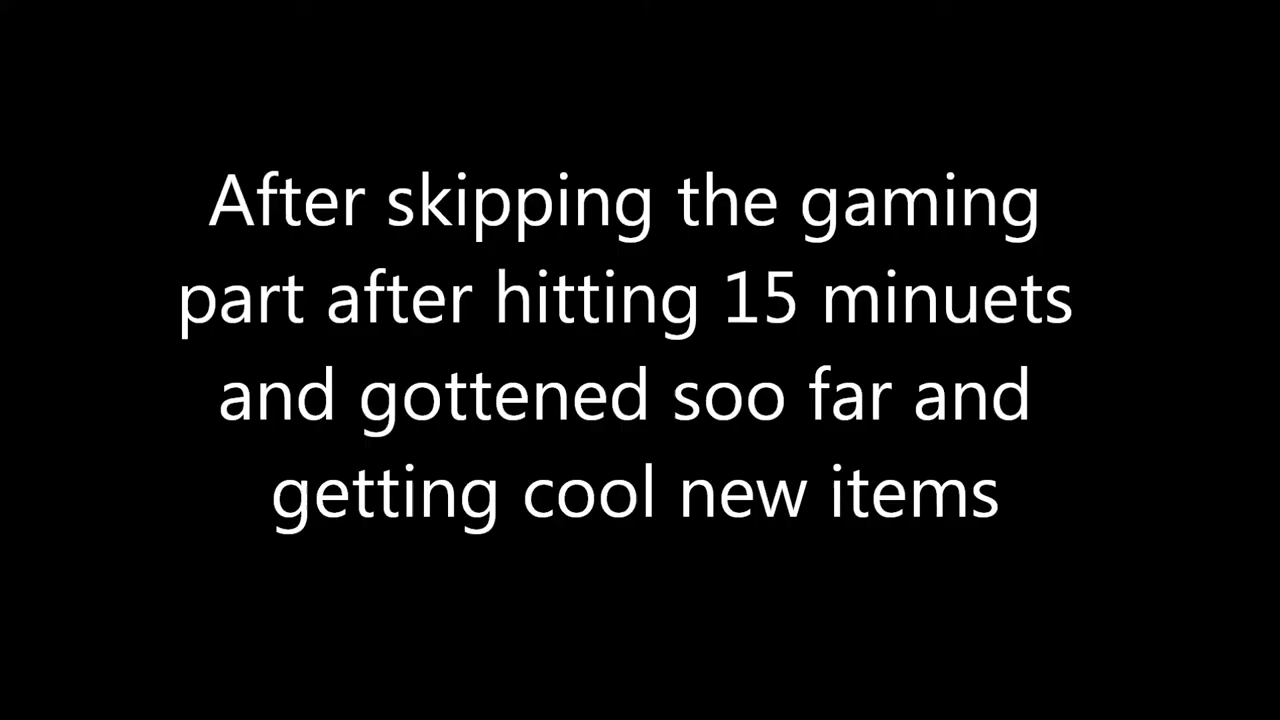 After skipping the gaming
part after hitting 15 minuets
and gottened soo far and
getting cool new items